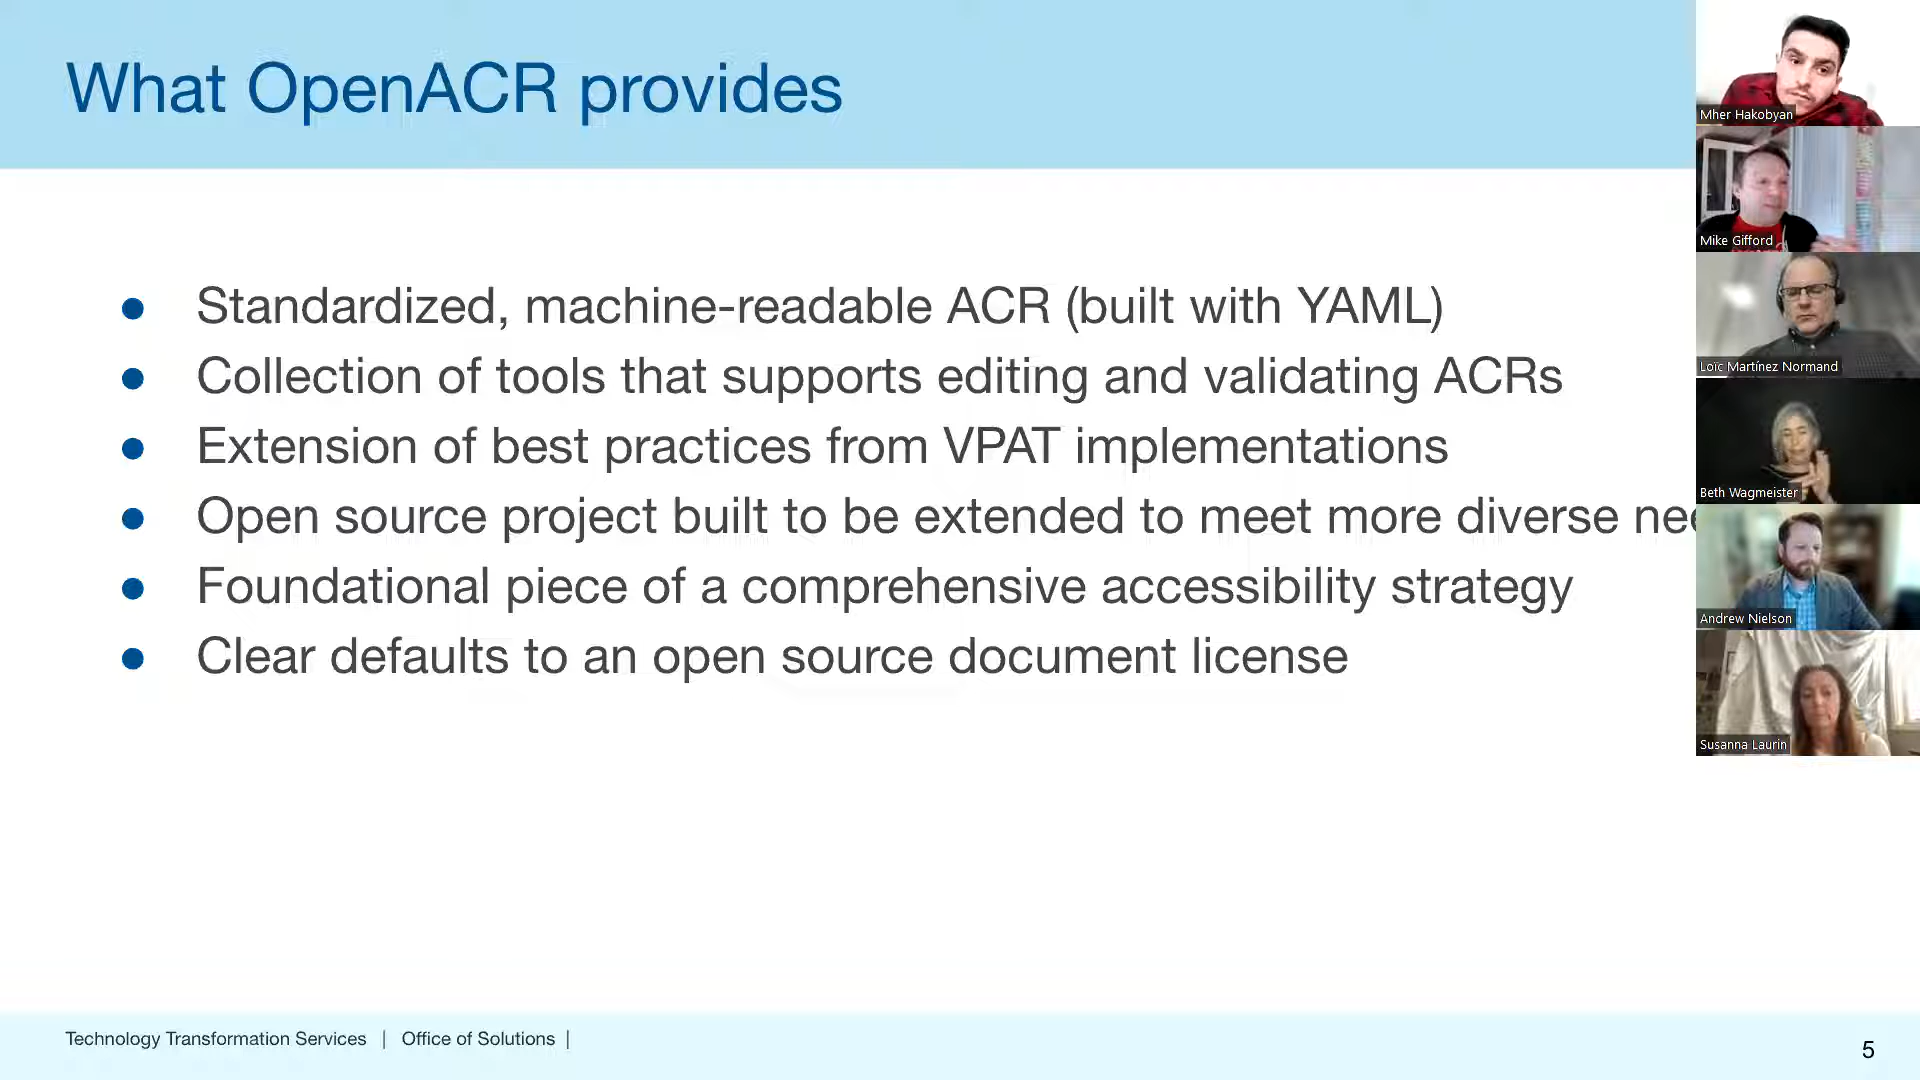 What OpenACR provides
Standardized, machine-readable ACR (built with YAML)
Collection of tools that supports editing and validating ACRs
Extension of best practices from VPAT implementations
Open source project built to be extended to meet more diverse
Foundational piece of a comprehensive accessibility strategy
Clear defaults to an open source document license
Mher Hakobyan
Mike Gifford
Loïc Martínez Normand
Beth Wagmeister
Andrew Nielson
Susanna Laurin
Technology Transformation Services | Office of Solutions |
5